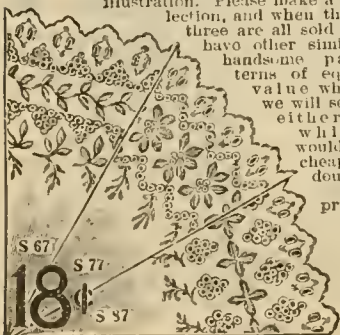 illustration. Please make a
lection, and when th
three are all sold
have other simi
handsome pa
terns of eq
value wh
we will se
either
whi
would
cheap
dou
pr
S 67
S 77
S 87
18¢